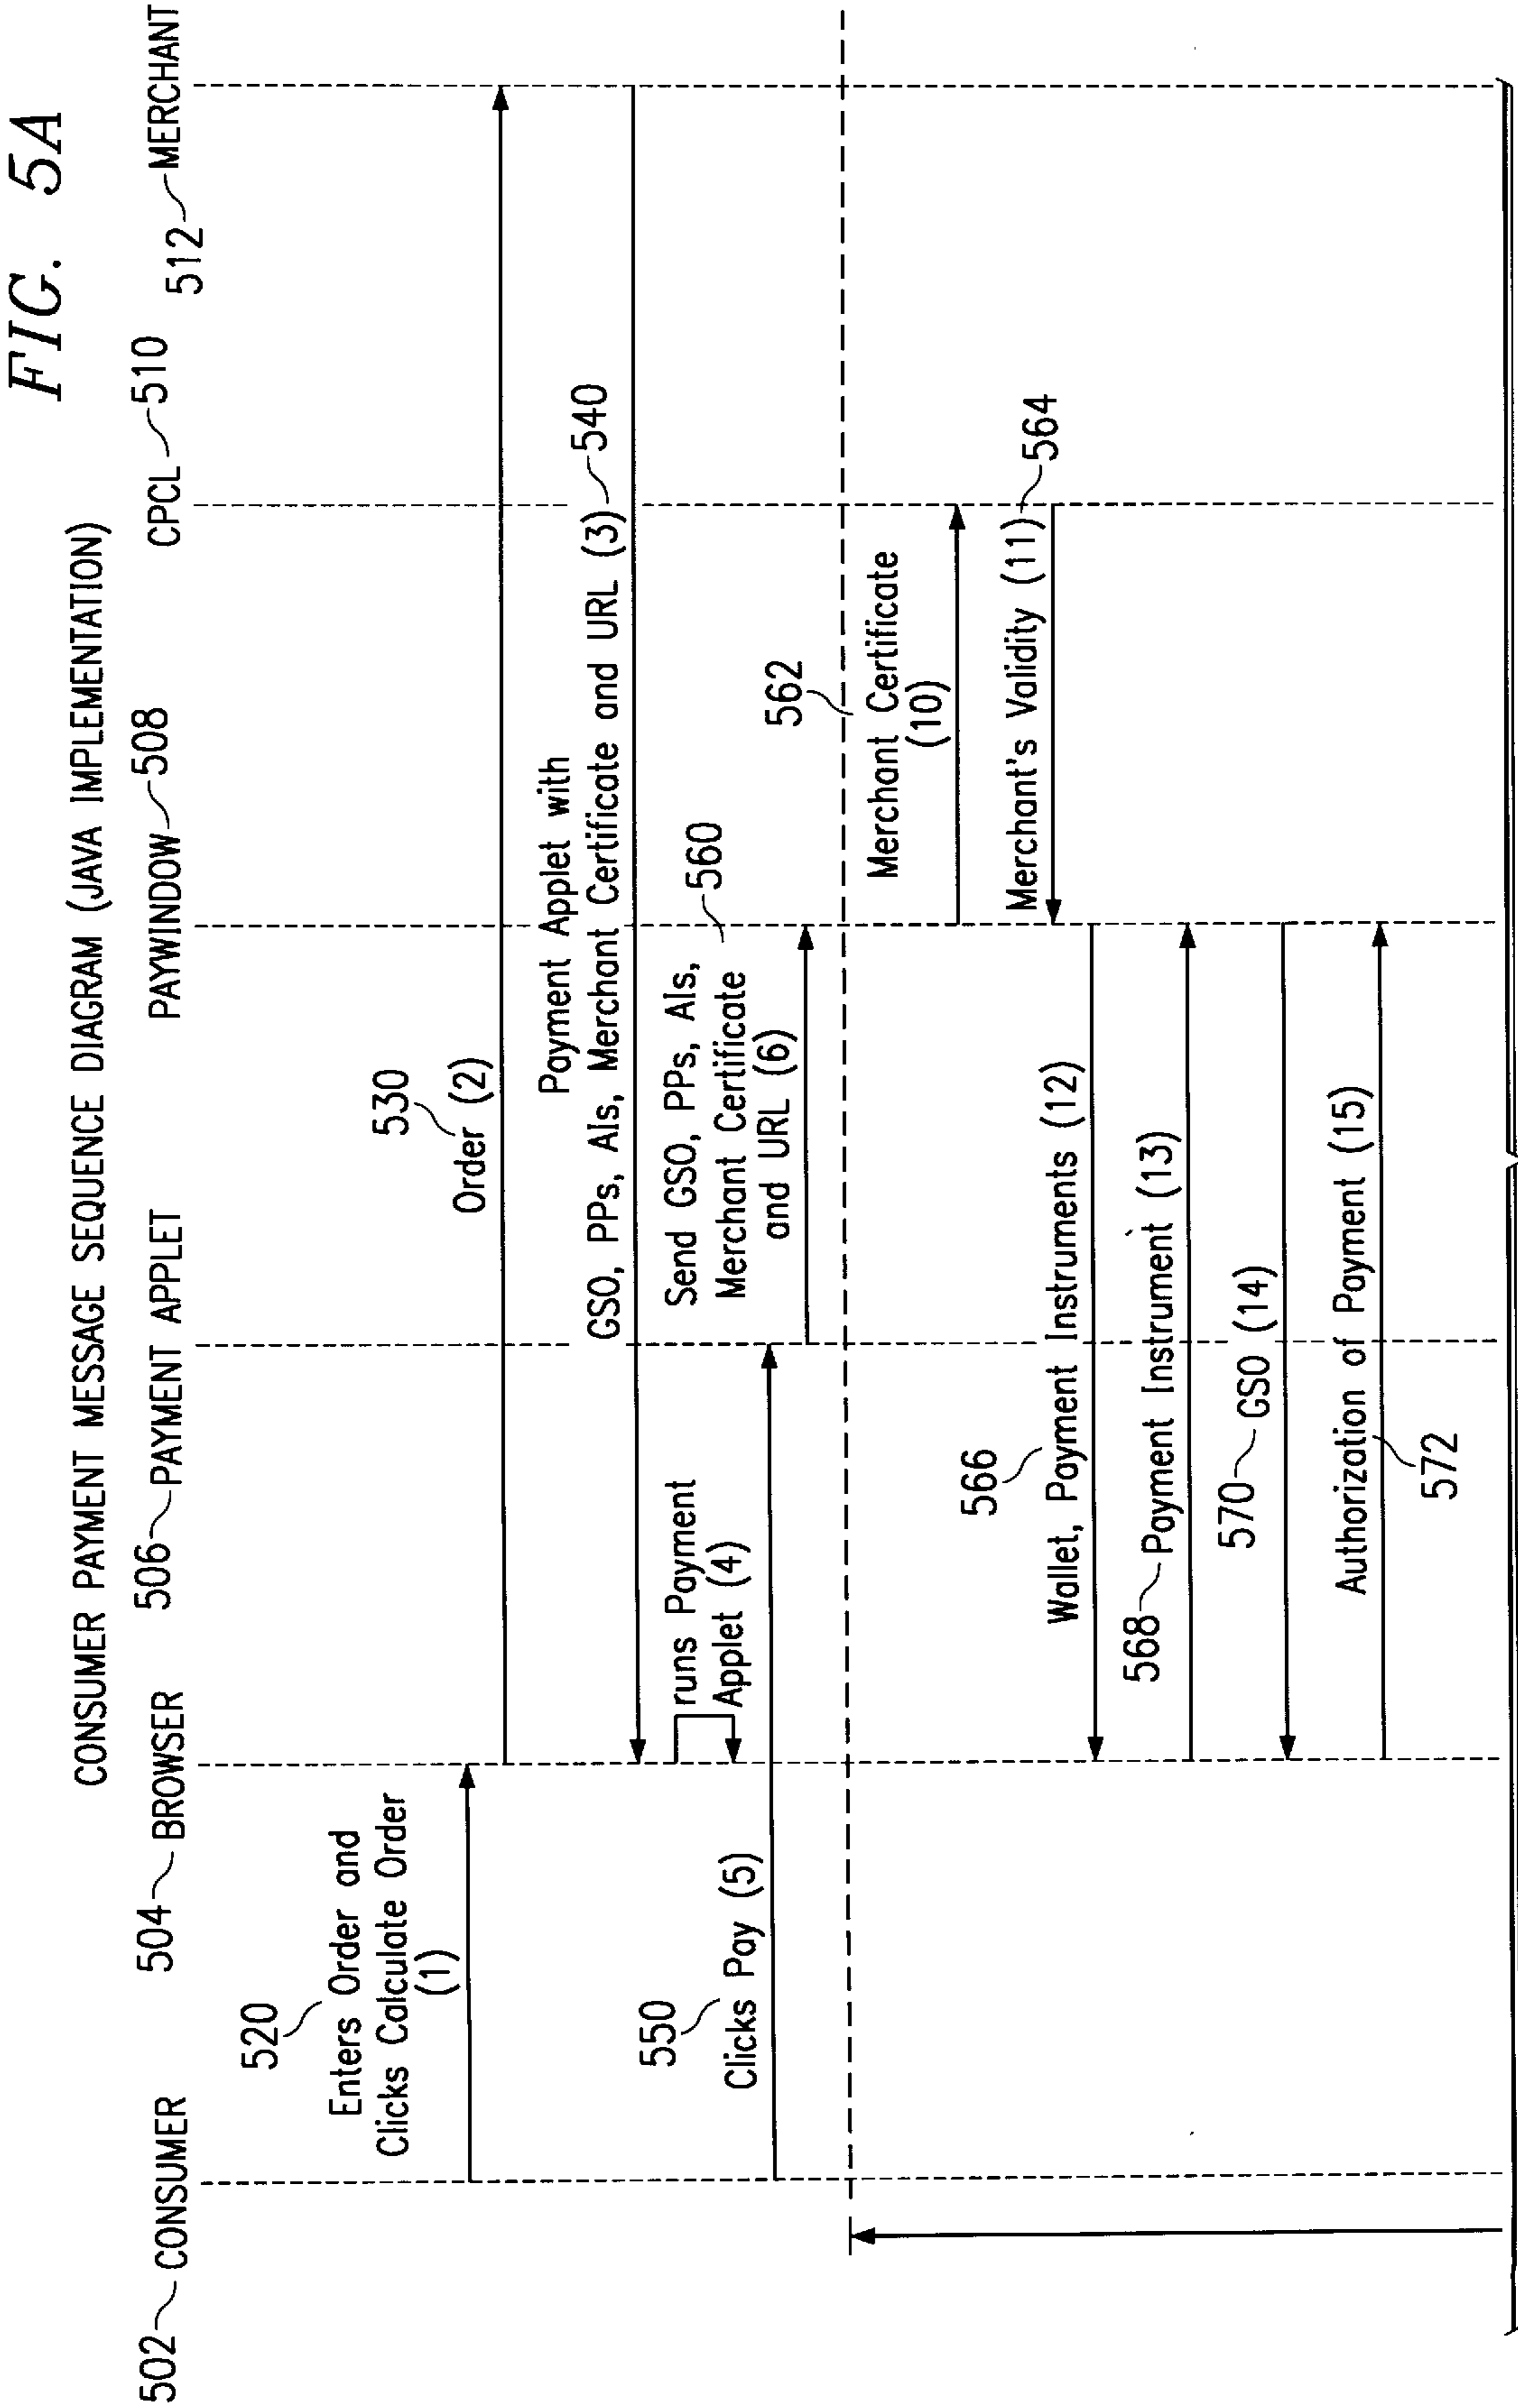 FIG. 5A
CONSUMER PAYMENT MESSAGE SEQUENCE DIAGRAM (JAVA IMPLEMENTATION)
502 CONSUMER
504 BROWSER
506 PAYMENT APPLET
PAYWINDOW 508
CPCL 510
512 MERCHANT
520
Enters Order and
Clicks Calculate Order
(1)
530
Order (2)
Payment Applet with
GSO, PPs, AIs, Merchant Certificate and URL (3) 540
runs Payment
Applet (4)
550
Clicks Pay (5)
560
Send GSO, PPs, AIs,
Merchant Certificate
and URL (6)
562
Merchant Certificate
(10)
Merchant's Validity (11) 564
566
Wallet, Payment Instruments (12)
568 Payment Instrument (13)
570 GSO (14)
Authorization of Payment (15)
572